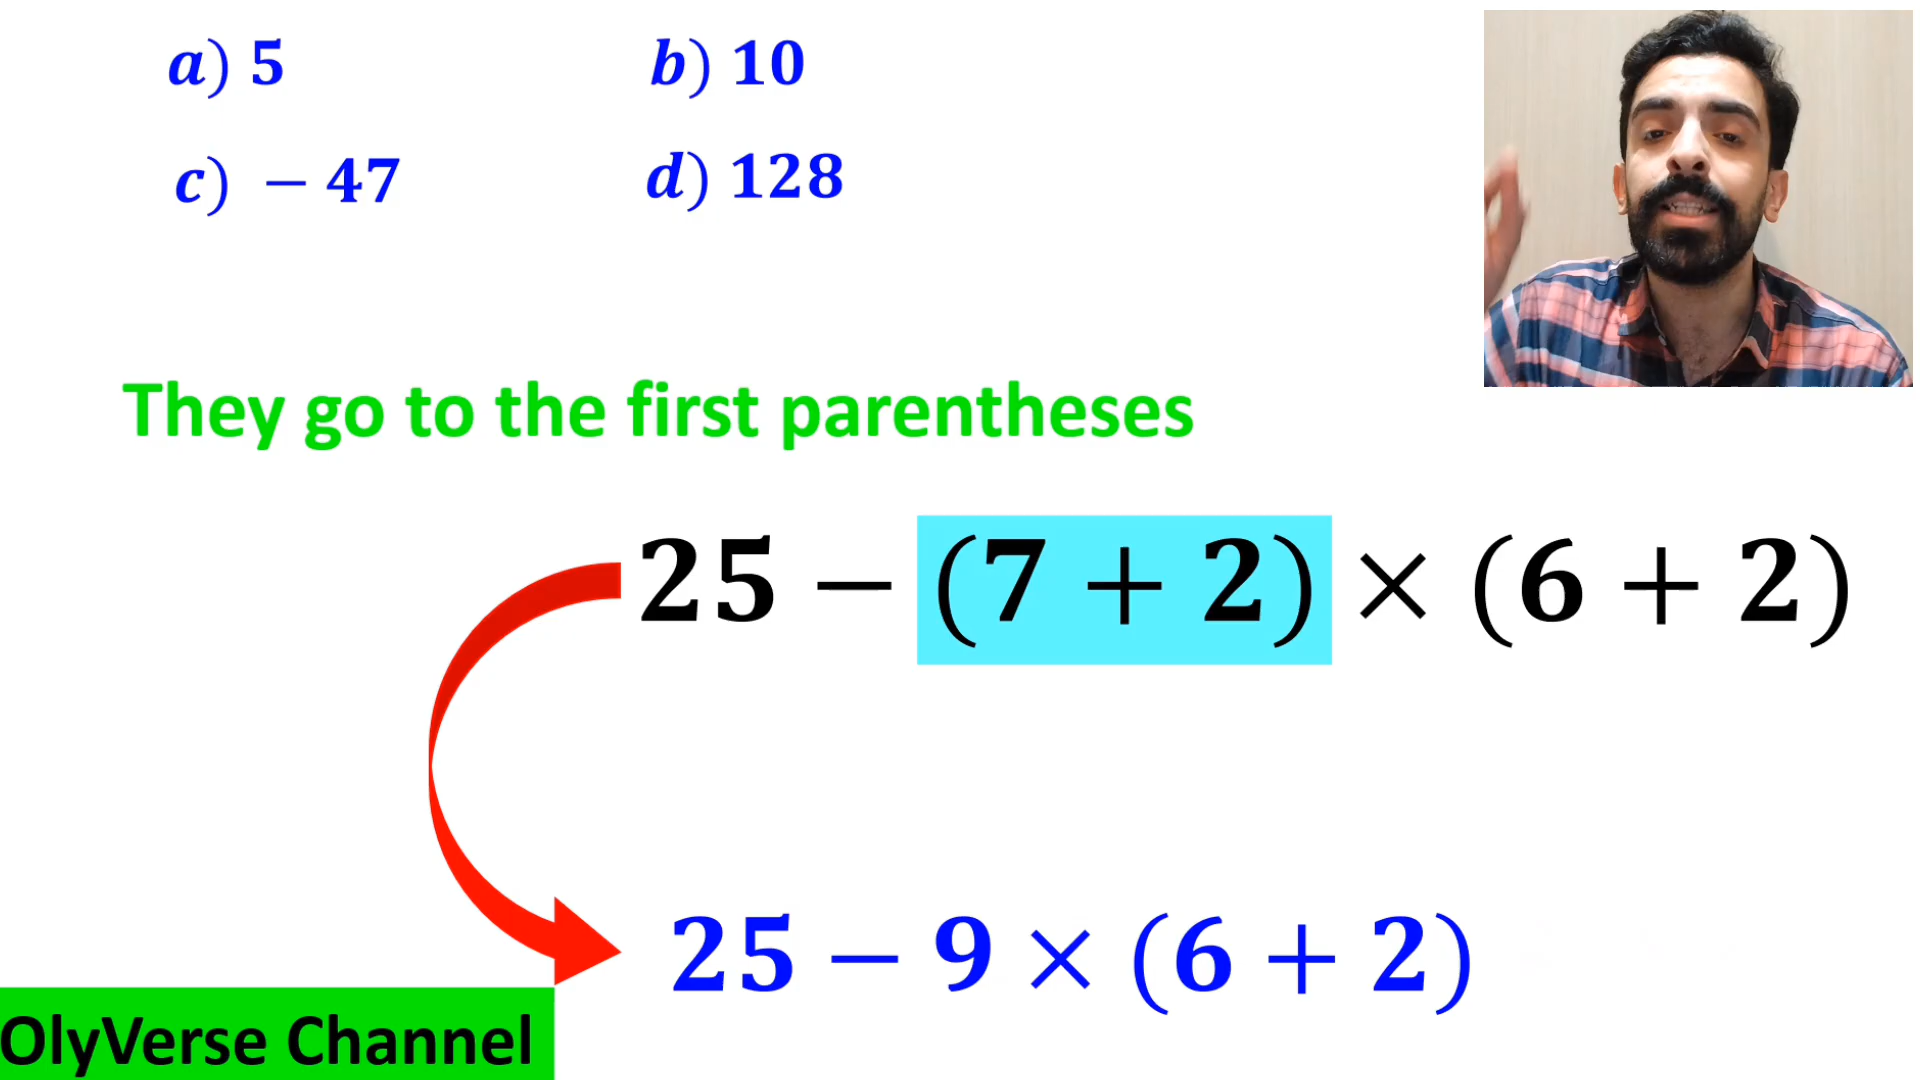 a) 5
b) 10
c) − 47
d) 128
They go to the first parentheses
25 − (7 + 2) × (6 + 2)
25 − 9 × (6 + 2)
OlyVerse Channel